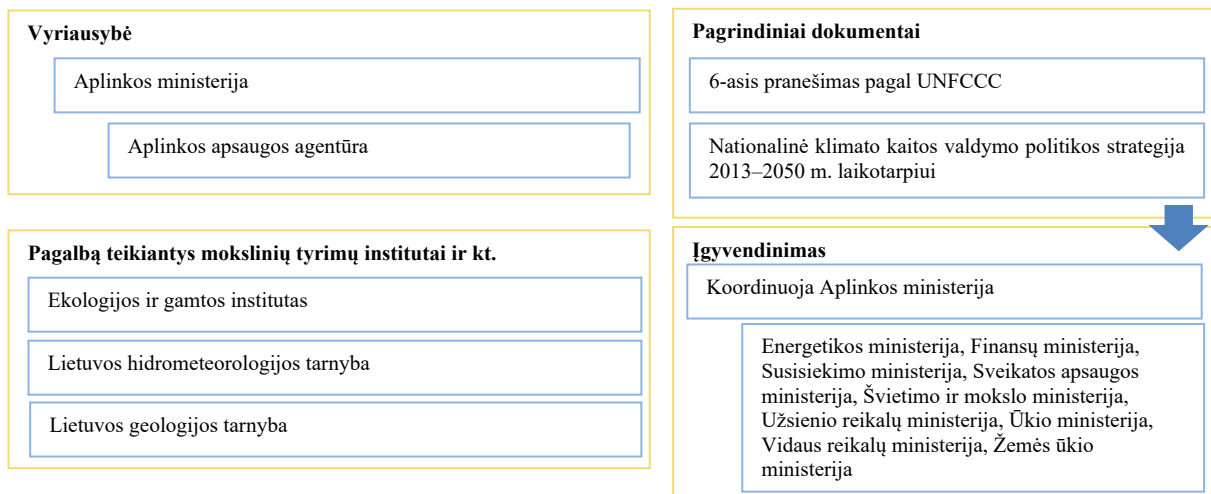 Vyriausybė
Aplinkos ministerija
Aplinkos apsaugos agentūra
Pagalbą teikiantys mokslinių tyrimų institutai ir kt.
Ekologijos ir gamtos institutas
Lietuvos hidrometeorologijos tarnyba
Lietuvos geologijos tarnyba
Pagrindiniai dokumentai
6-asis pranešimas pagal UNFCCC
Nationalinė klimato kaitos valdymo politikos strategija
2013–2050 m. laikotarpiui
Įgyvendinimas
Koordinuoja Aplinkos ministerija
Energetikos ministerija, Finansų ministerija,
Susisiekimo ministerija, Sveikatos apsaugos
ministerija, Švietimo ir mokslo ministerija,
Užsienio reikalų ministerija, Ūkio ministerija,
Vidaus reikalų ministerija, Žemės ūkio
ministerija